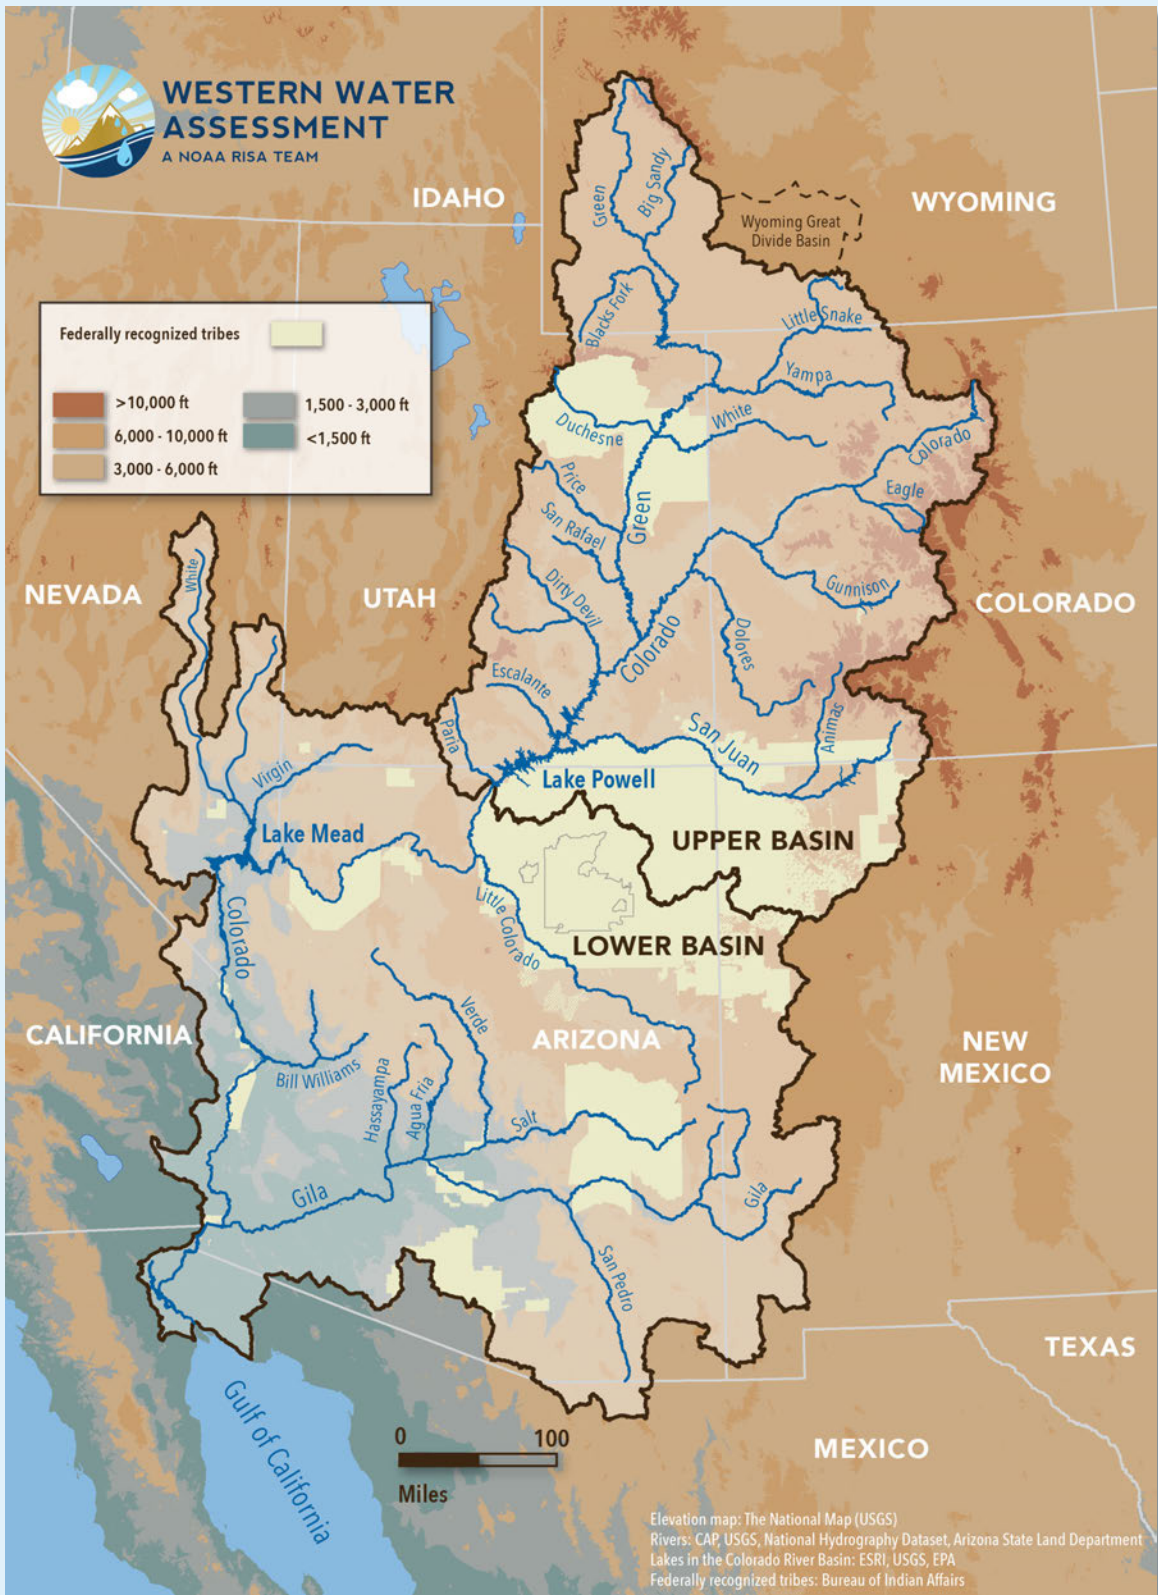 WESTERN WATER
ASSESSMENT
A NOAA RISA TEAM
IDAHO
WYOMING
Green
Big Sandy
Wyoming Great
Divide Basin
Blacks Fork
Little Snake
Federally recognized tribes
>10,000 ft
1,500 - 3,000 ft
6,000 - 10,000 ft
<1,500 ft
3,000 - 6,000 ft
Yampa
Duchesne
White
Colorado
Eagle
Price
Green
San Rafael
NEVADA
White
UTAH
Dirty Devil
Gunnison
COLORADO
Colorado
Dolores
Escalante
Paria
San Juan
Animas
Virgin
Lake Powell
Lake Mead
UPPER BASIN
Colorado
Little Colorado
LOWER BASIN
CALIFORNIA
Verde
ARIZONA
NEW
MEXICO
Bill Williams
Hassayampa
Agua Fria
Salt
Gila
Gila
San Pedro
TEXAS
Gulf of California
0 100
Miles
MEXICO
Elevation map: The National Map (USGS)
Rivers: CAP, USGS, National Hydrography Dataset, Arizona State Land Department
Lakes in the Colorado River Basin: ESRI, USGS, EPA
Federally recognized tribes: Bureau of Indian Affairs